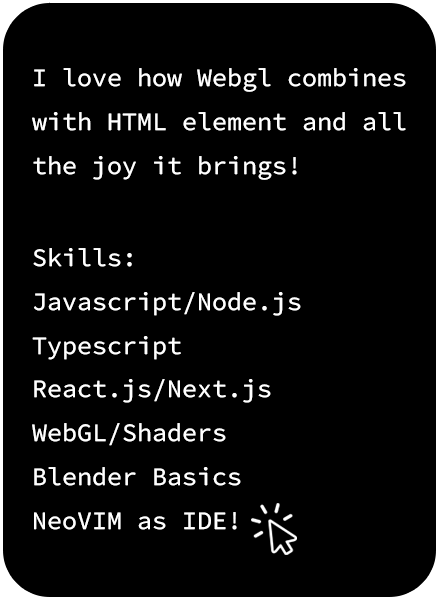 I love how Webgl combines
with HTML element and all
the joy it brings!
Skills:
Javascript/Node.js
Typescript
React.js/Next.js
WebGL/Shaders
Blender Basics
NeoVIM as IDE!